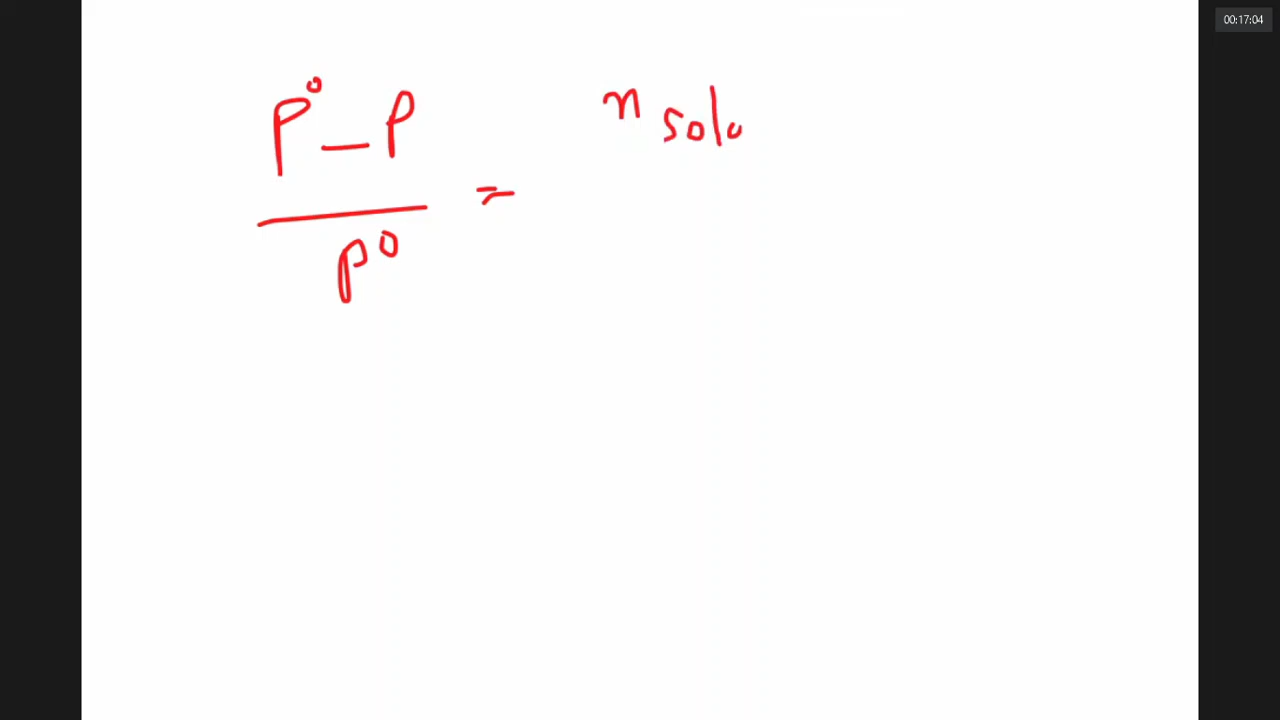 00:17:04
P° - P
——— = n solu
P°